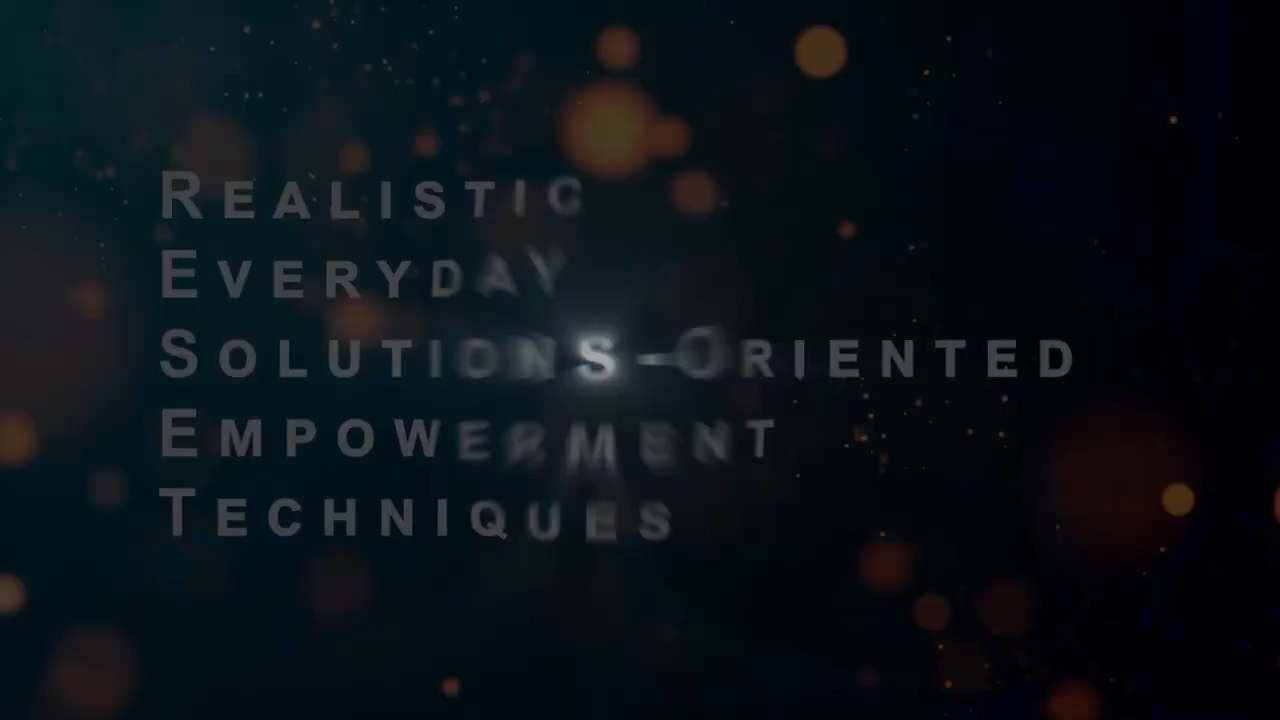 REALISTIC
EVERYDAY
SOLUTIONS-ORIENTED
EMPOWERMENT
TECHNIQUES